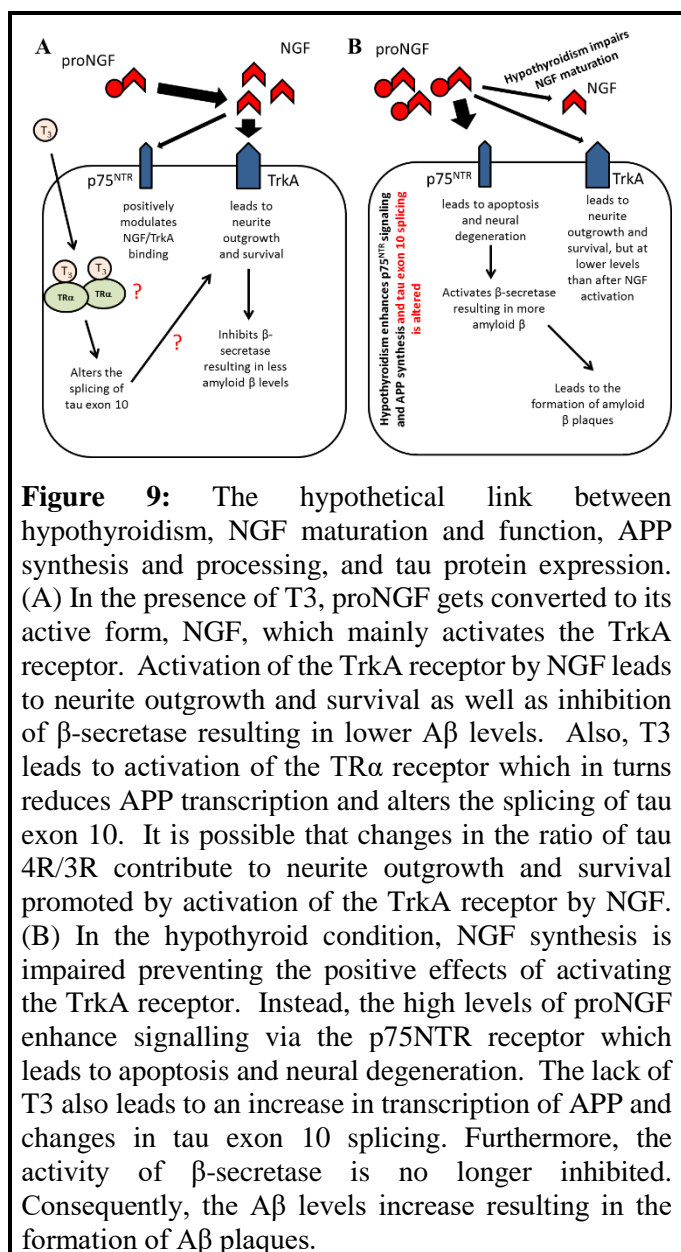 A
proNGF
NGF
T3
p75NTR
TrkA
positively
modulates
NGF/TrkA
binding
leads to
neurite
outgrowth
and survival
T3
T3
TRα
TRα
?
?
Alters the
splicing of
tau exon 10
Inhibits β-
secretase
resulting in less
amyloid β levels
B
proNGF
Hypothyroidism impairs
NGF maturation
NGF
p75NTR
TrkA
leads to apoptosis
and neural
degeneration
leads to
neurite
outgrowth
and survival, but at
lower levels
than after NGF
activation
Activates β-secretase
resulting in more
amyloid β
Leads to the
formation of amyloid
β plaques
Hypothyroidism enhances p75NTR signaling
and APP synthesis and tau exon 10 splicing
is altered
Figure 9: The hypothetical link between
hypothyroidism, NGF maturation and function, APP
synthesis and processing, and tau protein expression.
(A) In the presence of T3, proNGF gets converted to its
active form, NGF, which mainly activates the TrkA
receptor. Activation of the TrkA receptor by NGF leads
to neurite outgrowth and survival as well as inhibition
of β-secretase resulting in lower Aβ levels. Also, T3
leads to activation of the TRα receptor which in turns
reduces APP transcription and alters the splicing of tau
exon 10. It is possible that changes in the ratio of tau
4R/3R contribute to neurite outgrowth and survival
promoted by activation of the TrkA receptor by NGF.
(B) In the hypothyroid condition, NGF synthesis is
impaired preventing the positive effects of activating
the TrkA receptor. Instead, the high levels of proNGF
enhance signalling via the p75NTR receptor which
leads to apoptosis and neural degeneration. The lack of
T3 also leads to an increase in transcription of APP and
changes in tau exon 10 splicing. Furthermore, the
activity of β-secretase is no longer inhibited.
Consequently, the Aβ levels increase resulting in the
formation of Aβ plaques.